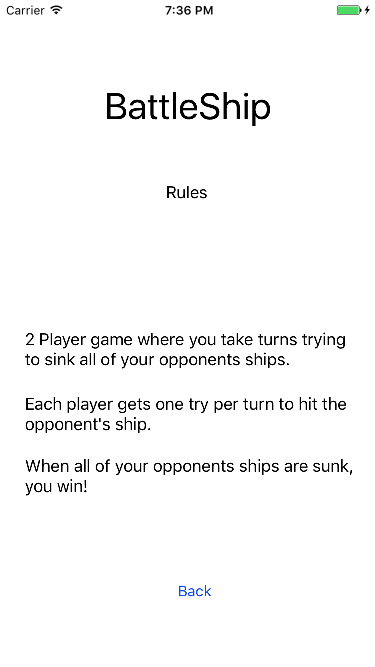 Carrier 7:36 PM
BattleShip
Rules
2 Player game where you take turns trying
to sink all of your opponents ships.
Each player gets one try per turn to hit the
opponent's ship.
When all of your opponents ships are sunk,
you win!
Back